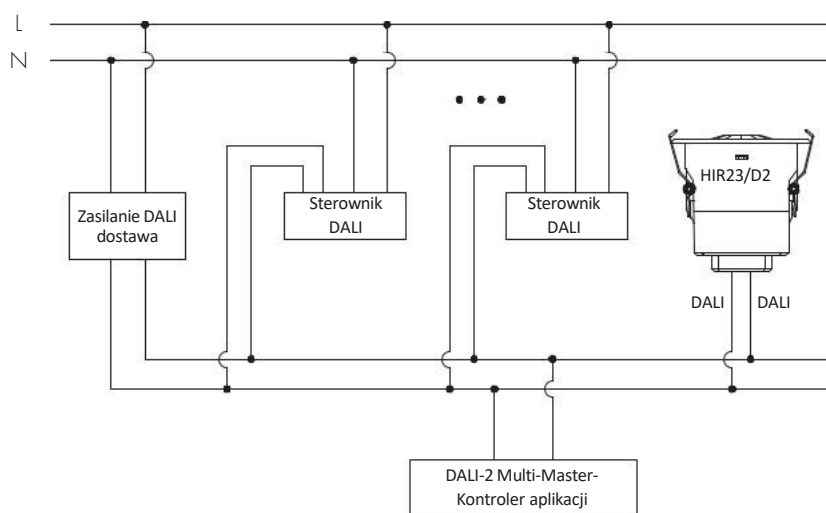 L
N
HIR23/D2
Zasilanie DALI
dostawa
Sterownik
DALI
Sterownik
DALI
DALI
DALI
DALI-2 Multi-Master-
Kontroler aplikacji